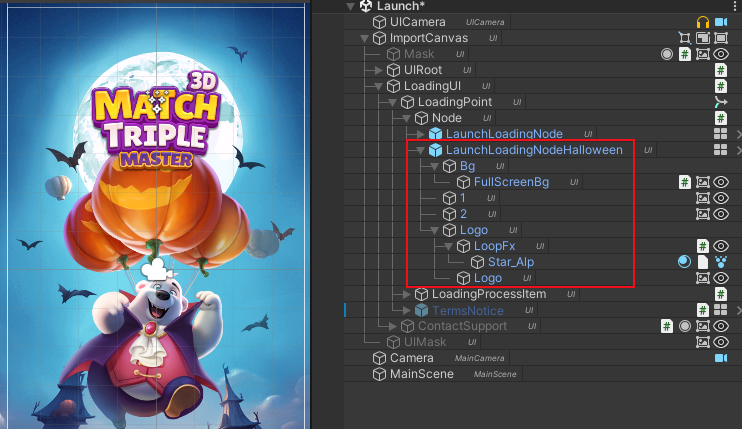 3D
MATCH
TRIPLE
MASTER
Launch*
UICamera UICamera
ImportCanvas UI
Mask UI
UIRoot UI
LoadingUI UI
LoadingPoint UI
Node UI
LaunchLoadingNode UI
LaunchLoadingNodeHalloween UI
Bg UI
FullScreenBg UI
1 UI
2 UI
Logo UI
LoopFx UI
Star_Alp UI
Logo UI
LoadingProcessItem UI
TermsNotice UI
ContactSupport UI
UIMask UI
Camera MainCamera
MainScene MainScene